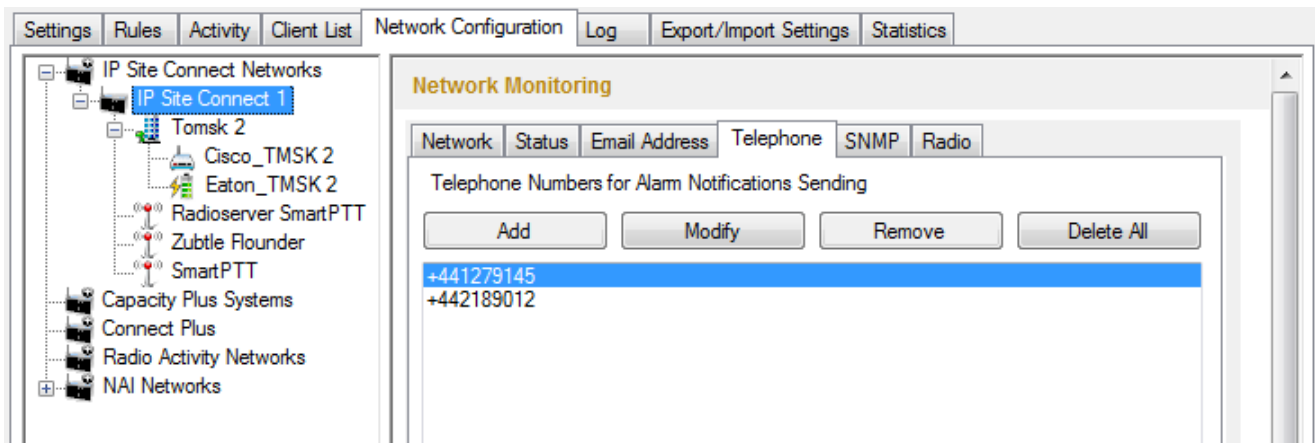 Settings Rules Activity Client List Network Configuration Log Export/Import Settings Statistics
IP Site Connect Networks
IP Site Connect 1
Tomsk 2
Cisco_TMSK 2
Eaton_TMSK 2
Radioserver SmartPTT
Zubtle Flounder
SmartPTT
Capacity Plus Systems
Connect Plus
Radio Activity Networks
NAI Networks
Network Monitoring
Network Status Email Address Telephone SNMP Radio
Telephone Numbers for Alarm Notifications Sending
Add Modify Remove Delete All
+441279145
+442189012